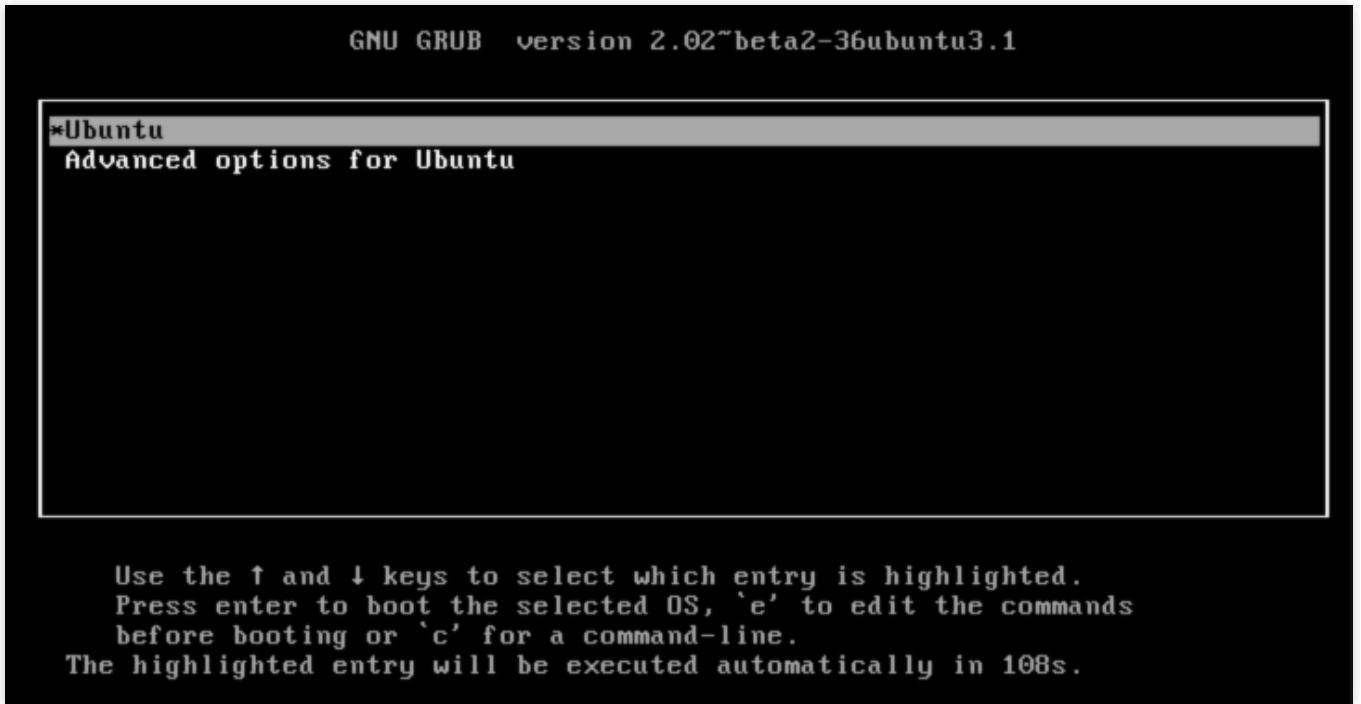 GNU GRUB  version 2.02~beta2-36ubuntu3.1
*Ubuntu
Advanced options for Ubuntu
Use the ↑ and ↓ keys to select which entry is highlighted.
Press enter to boot the selected OS, `e' to edit the commands
before booting or `c' for a command-line.
The highlighted entry will be executed automatically in 108s.